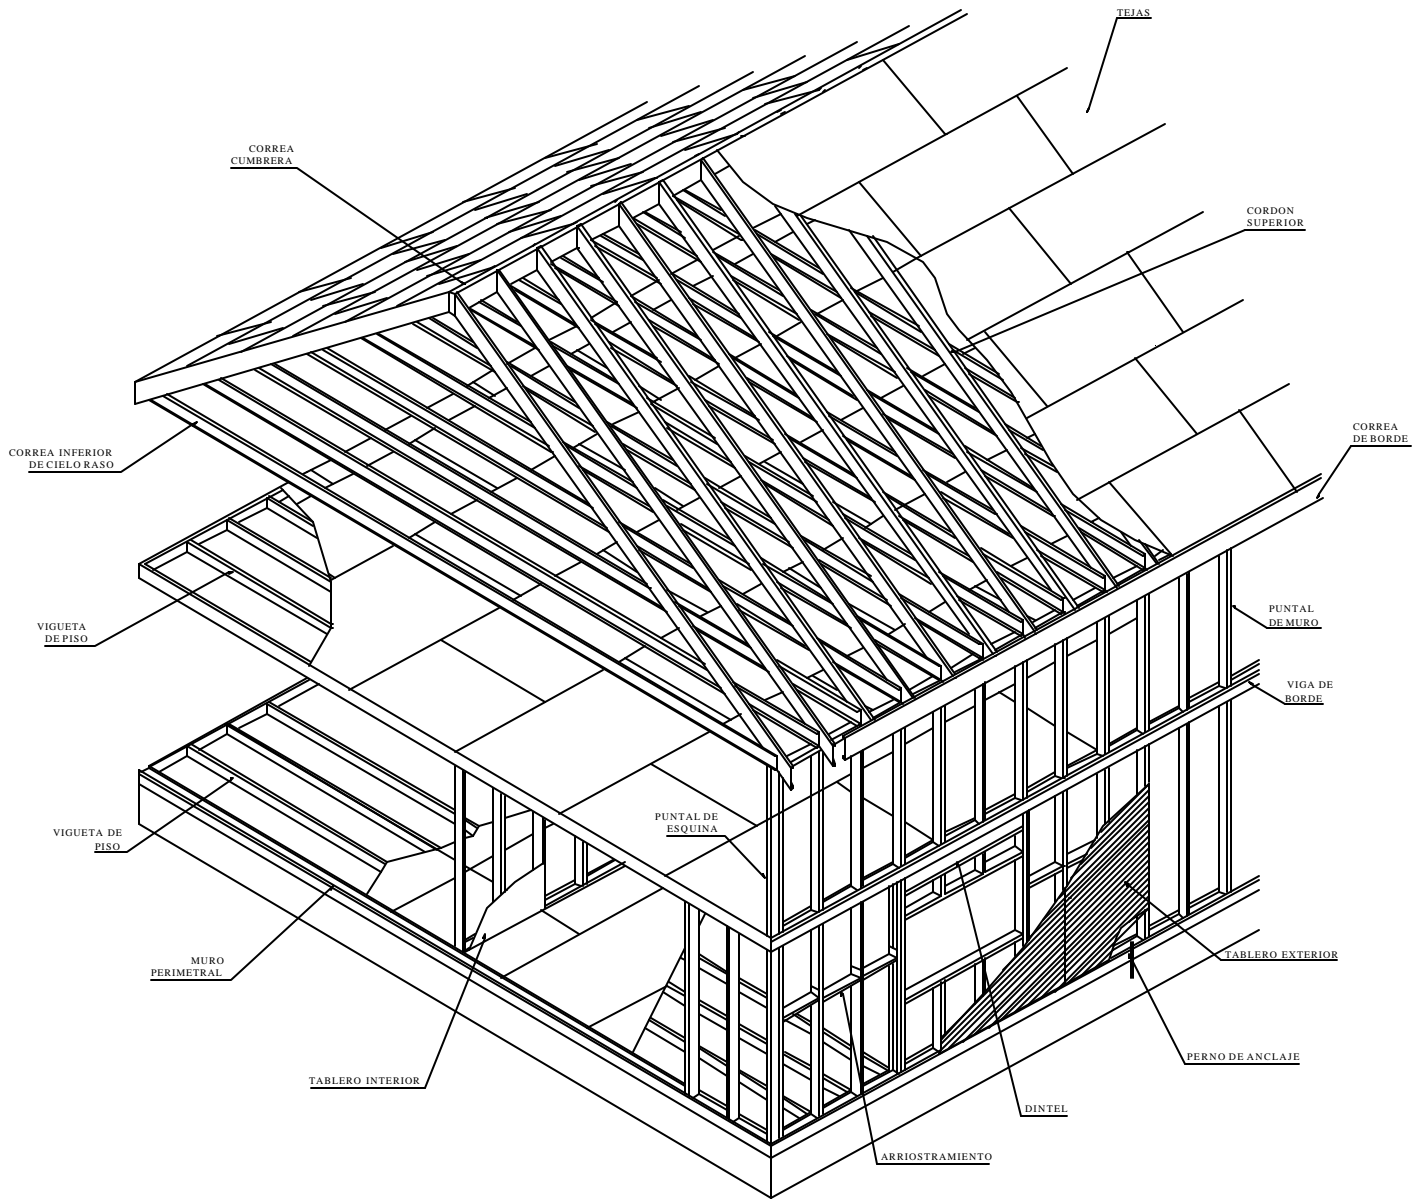 TEJAS
CORREA
CUMBRERA
CORDON
SUPERIOR
CORREA
DE BORDE
CORREA INFERIOR
DE CIELO RASO
PUNTAL
DE MURO
VIGUETA
DE PISO
VIGA DE
BORDE
PUNTAL DE
ESQUINA
VIGUETA DE
PISO
TABLERO EXTERIOR
MURO
PERIMETRAL
PERNO DE ANCLAJE
TABLERO INTERIOR
DINTEL
ARRIOSTRAMIENTO